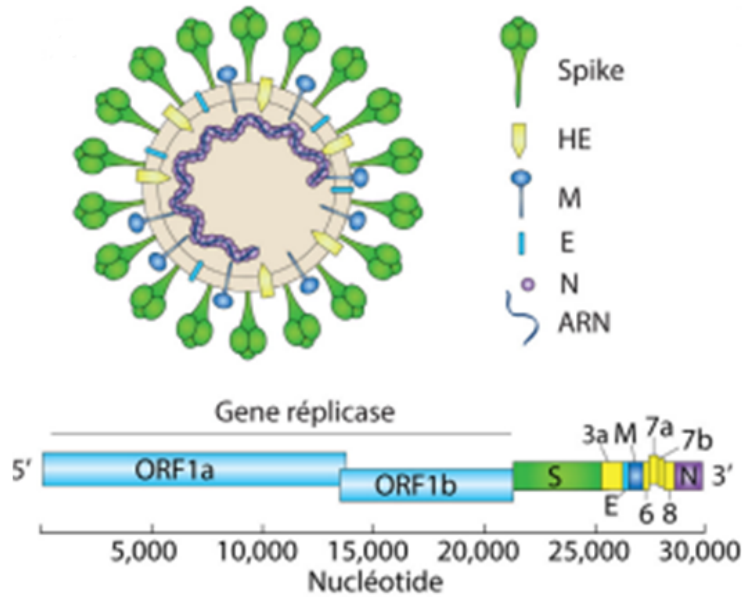 Spike
HE
M
E
N
ARN
Gene réplicase
5′ ORF1a ORF1b S 3a E M 6 7a 7b 8 N 3′
5,000 10,000 15,000 20,000 25,000 30,000
Nucléotide